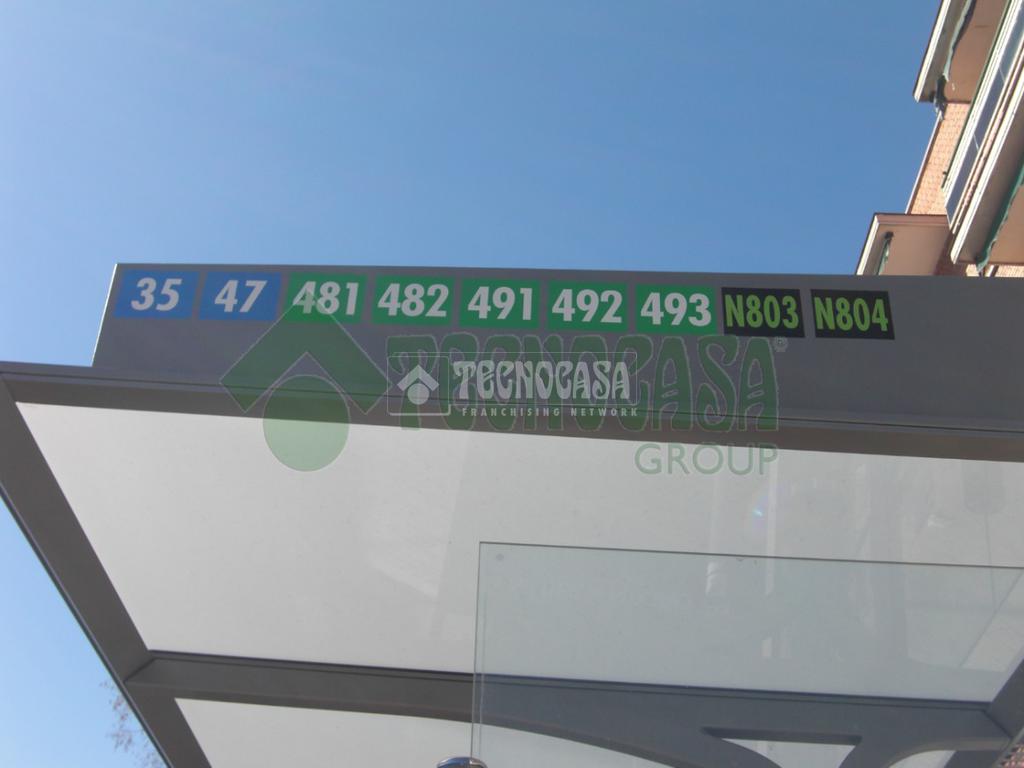 35 47 481 482 491 492 493 N803 N804
TECNOCASA
TECNOCASA
FRANCHISING NETWORK
GROUP